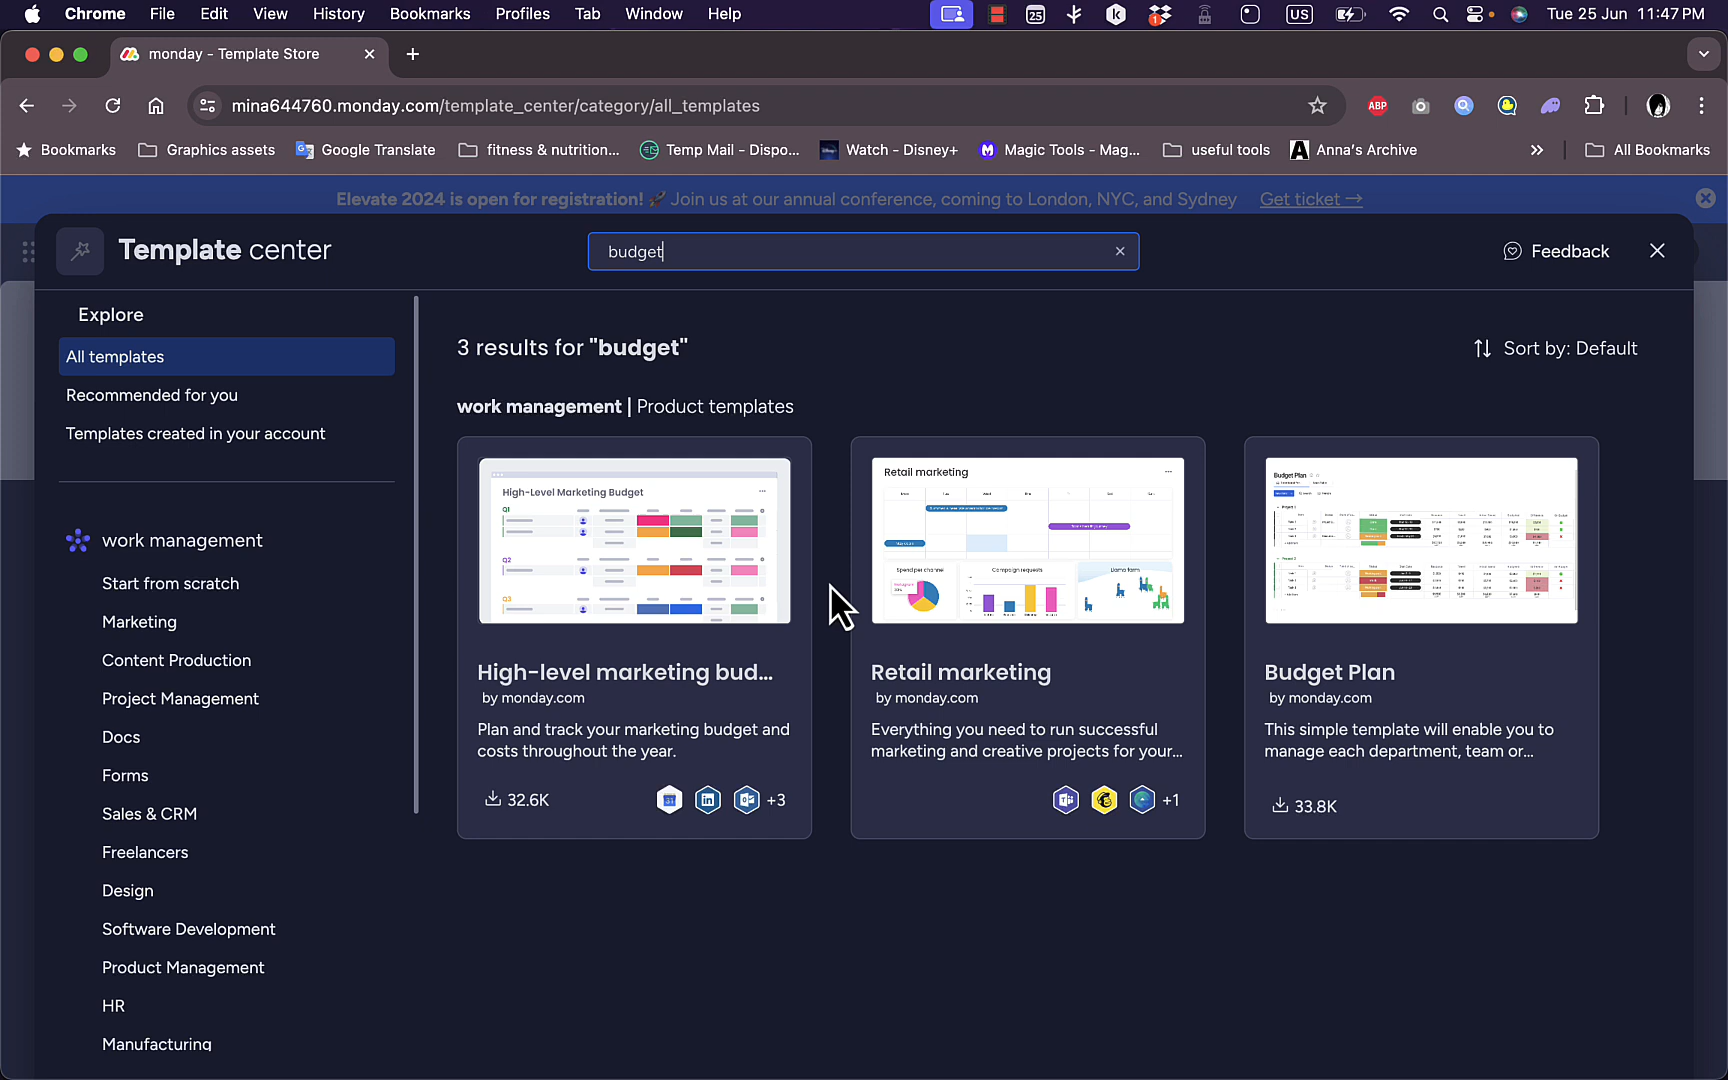 Chrome File Edit View History Bookmarks Profiles Tab Window Help
25 1 US Tue 25 Jun 11:47 PM
monday - Template Store
mina644760.monday.com/template_center/category/all_templates
ABP
Bookmarks Graphics assets Google Translate fitness & nutrition... Temp Mail - Dispo... Watch - Disney+ Magic Tools - Mag... useful tools Anna's Archive All Bookmarks
Elevate 2024 is open for registration! Join us at our annual conference, coming to London, NYC, and Sydney Get ticket →
Template center
budget
Feedback
Explore
All templates
Recommended for you
Templates created in your account
work management
Start from scratch
Marketing
Content Production
Project Management
Docs
Forms
Sales & CRM
Freelancers
Design
Software Development
Product Management
HR
Manufacturing
3 results for "budget"
Sort by: Default
work management | Product templates
High-Level Marketing Budget
Q1
Q2
Q3
High-level marketing bud...
by monday.com
Plan and track your marketing budget and
costs throughout the year.
32.6K
+3
Retail marketing
Spend per channel
Campaign requests
Llama farm
Retail marketing
by monday.com
Everything you need to run successful
marketing and creative projects for your...
+1
Budget Plan
Budget Plan
by monday.com
This simple template will enable you to
manage each department, team or...
33.8K